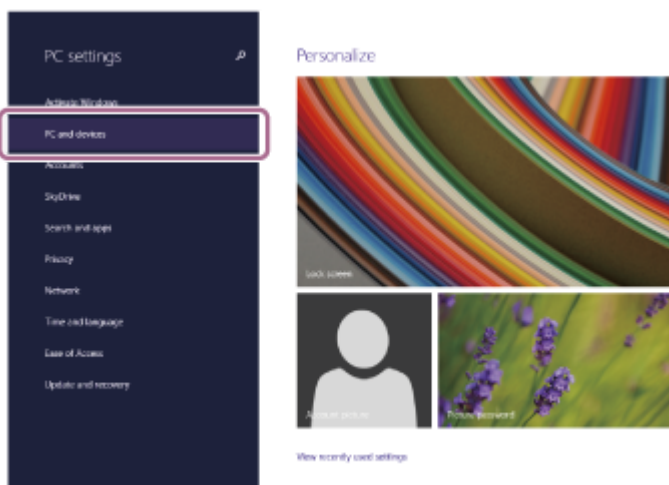 PC settings
Personalize
Activate Windows
PC and devices
Accounts
SkyDrive
Search and apps
Privacy
Network
Time and language
Ease of Access
Update and recovery
Lock screen
Account picture
Picture password
View recently used settings